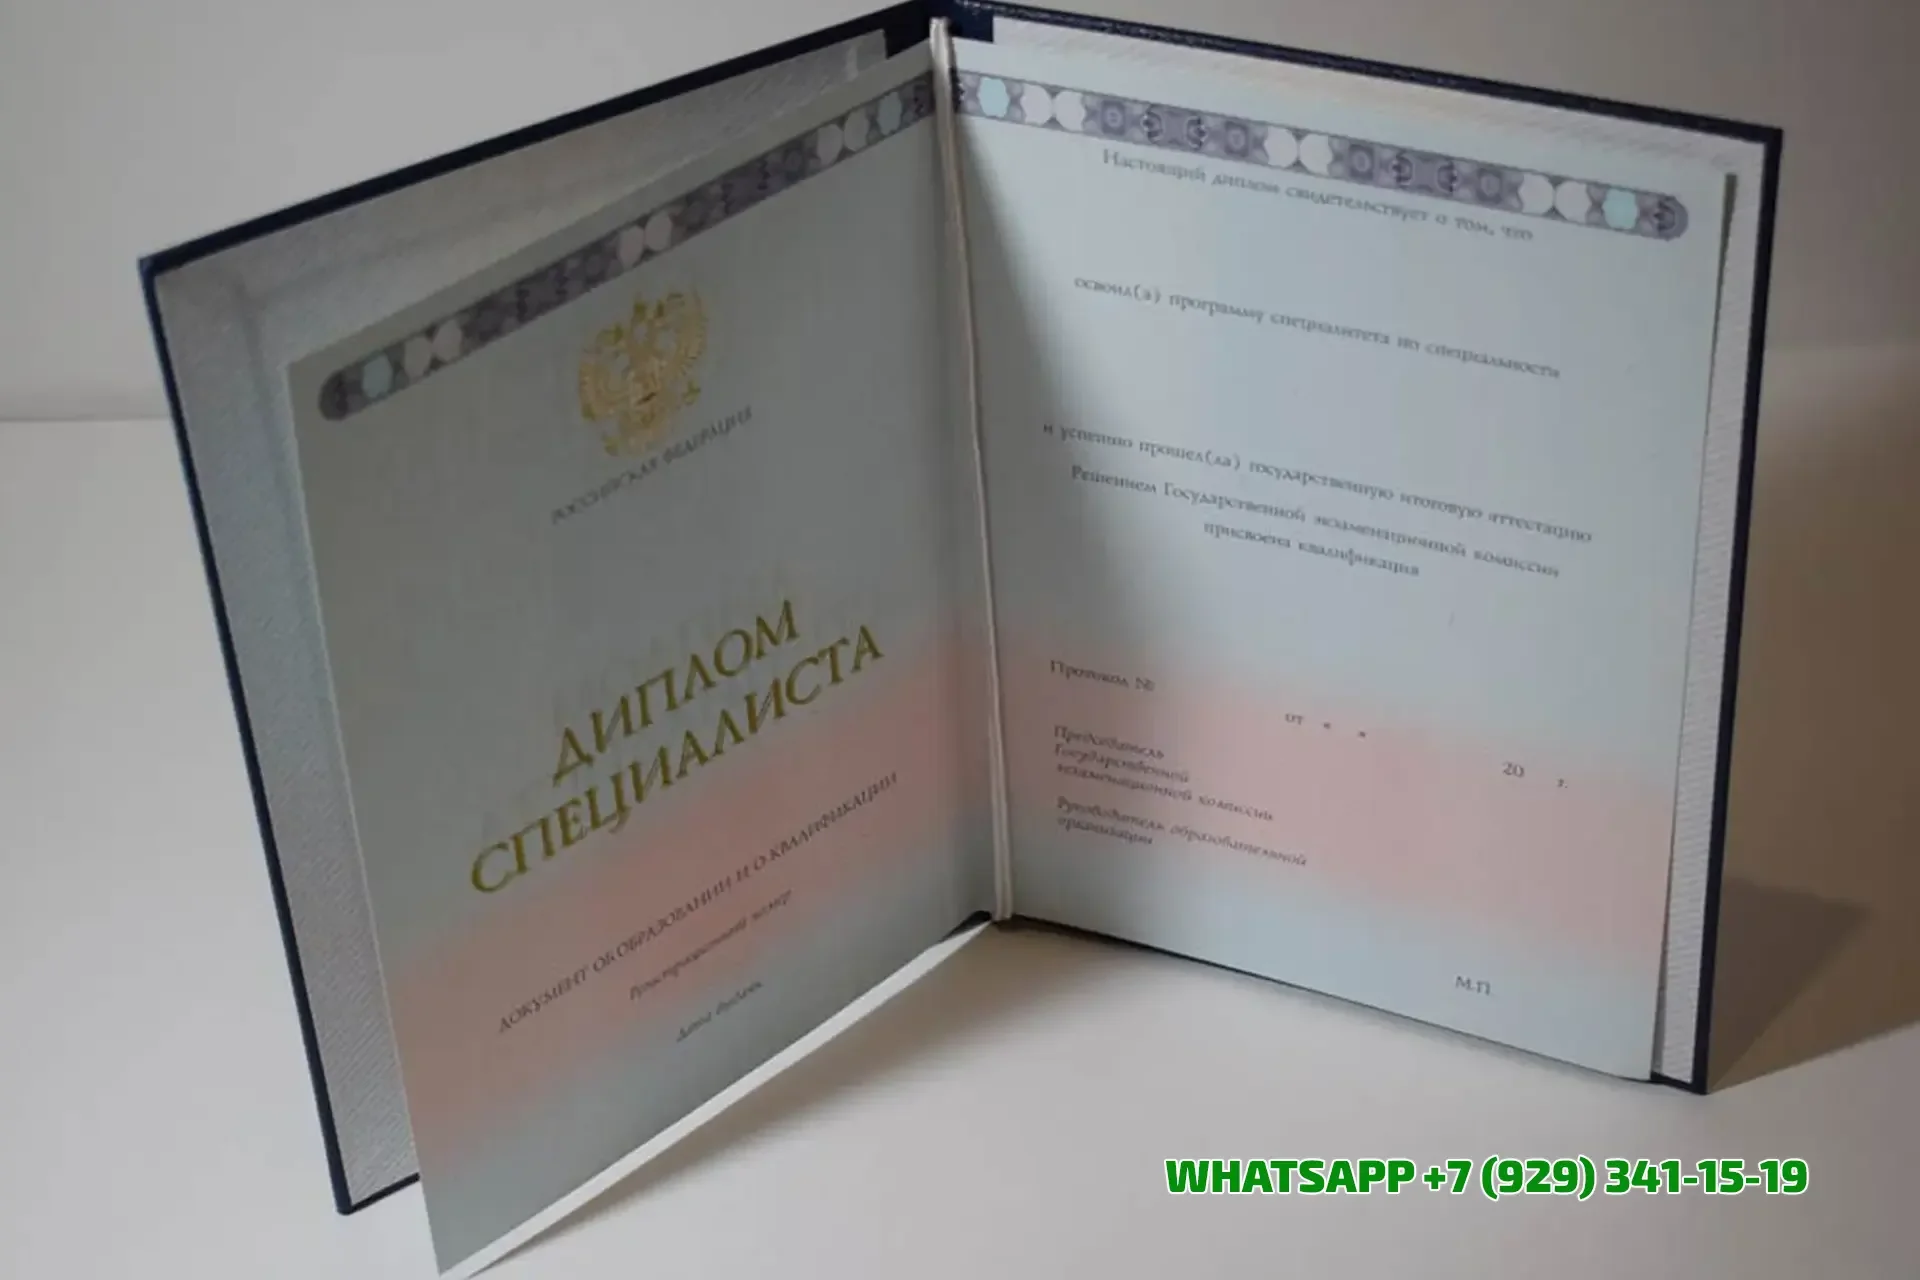 РОССИЙСКАЯ ФЕДЕРАЦИЯ
ДИПЛОМ
СПЕЦИАЛИСТА
ДОКУМЕНТ ОБ ОБРАЗОВАНИИ И О КВАЛИФИКАЦИИ
Регистрационный номер
Дата выдачи
Настоящий диплом свидетельствует о том, что
освоил(а) программу специалитета по специальности
и успешно прошел(ла) государственную итоговую аттестацию
Решением Государственной экзаменационной комиссии
присвоена квалификация
Протокол №
от « »
20 г.
Председатель
Государственной
экзаменационной комиссии
Руководитель образовательной
организации
М.П.
WHATSAPP +7 (929) 341-15-19